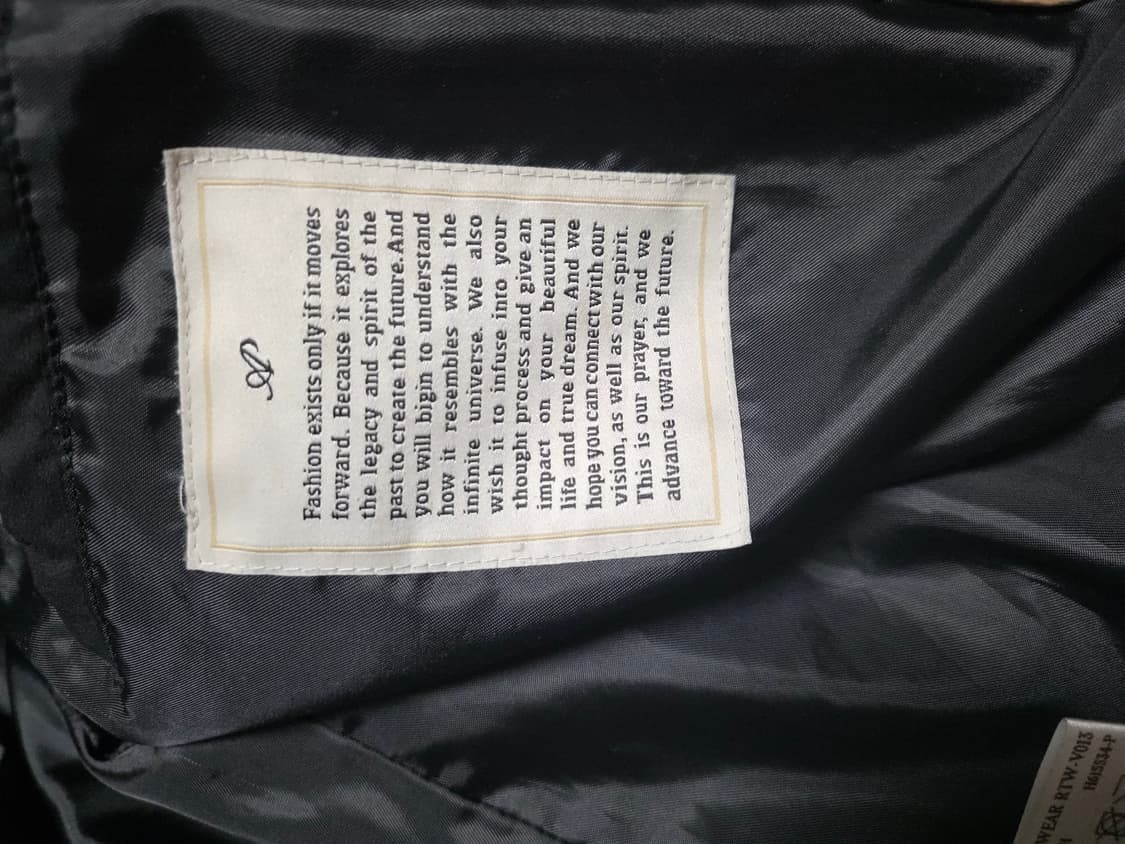 Fashion exists only if it moves
forward. Because it explores
the legacy and spirit of the
past to create the future.And
you will bigin to understand
how it resembles with the
infinite universe. We also
wish it to infuse into your
thought process and give an
impact on your beautiful
life and true dream. And we
hope you can connect with our
vision, as well as our spirit.
This is our prayer, and we
advance toward the future.
WEAR RTW-V013
H615534-P